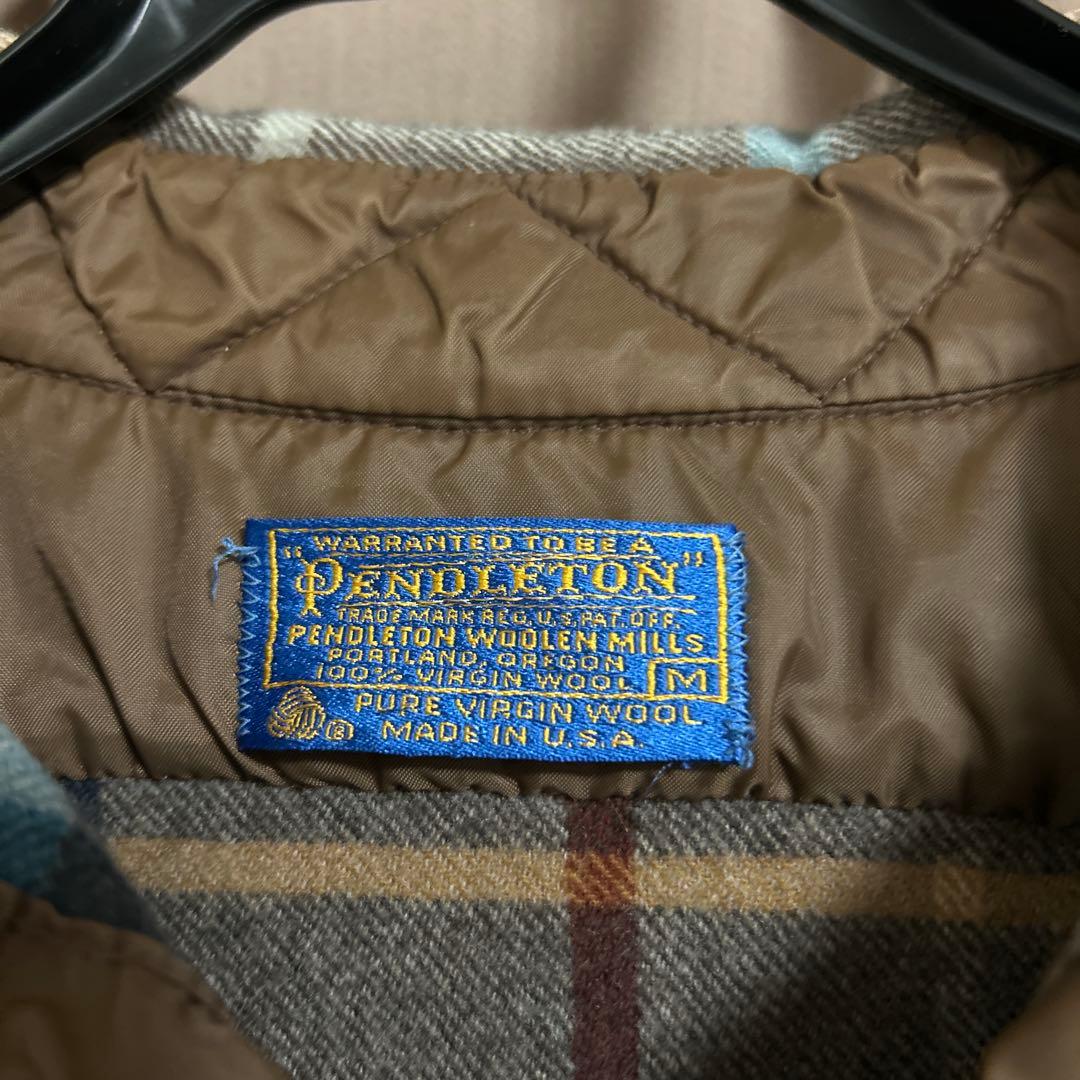 WARRANTED TO BE A
"PENDLETON"
TRADE MARK REG. U.S. PAT. OFF.
PENDLETON WOOLEN MILLS
PORTLAND, OREGON
100% VIRGIN WOOL M
PURE VIRGIN WOOL
® MADE IN U.S.A.